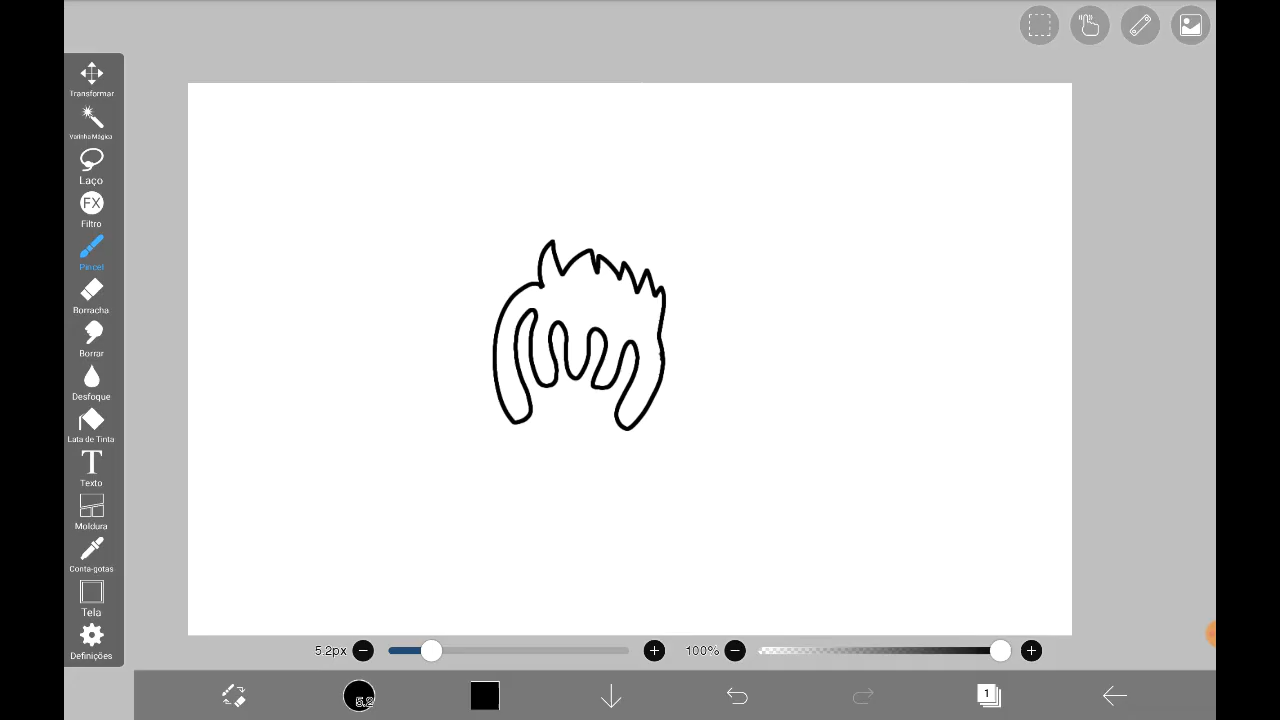 Transformar
Varinha Mágica
Laço
FX
Filtro
Pincel
Borracha
Borrar
Desfoque
Lata de Tinta
T
Texto
Moldura
Conta-gotas
Tela
Definições
5.2px
100%
5.2
1